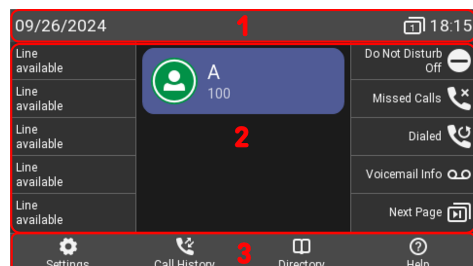 09/26/2024
1
1
18:15
Line
available
Line
available
Line
available
Line
available
Line
available
A
100
2
Do Not Disturb
Off
Missed Calls
Dialed
Voicemail Info
Next Page
Settings
Call History
3
Directory
?
Help